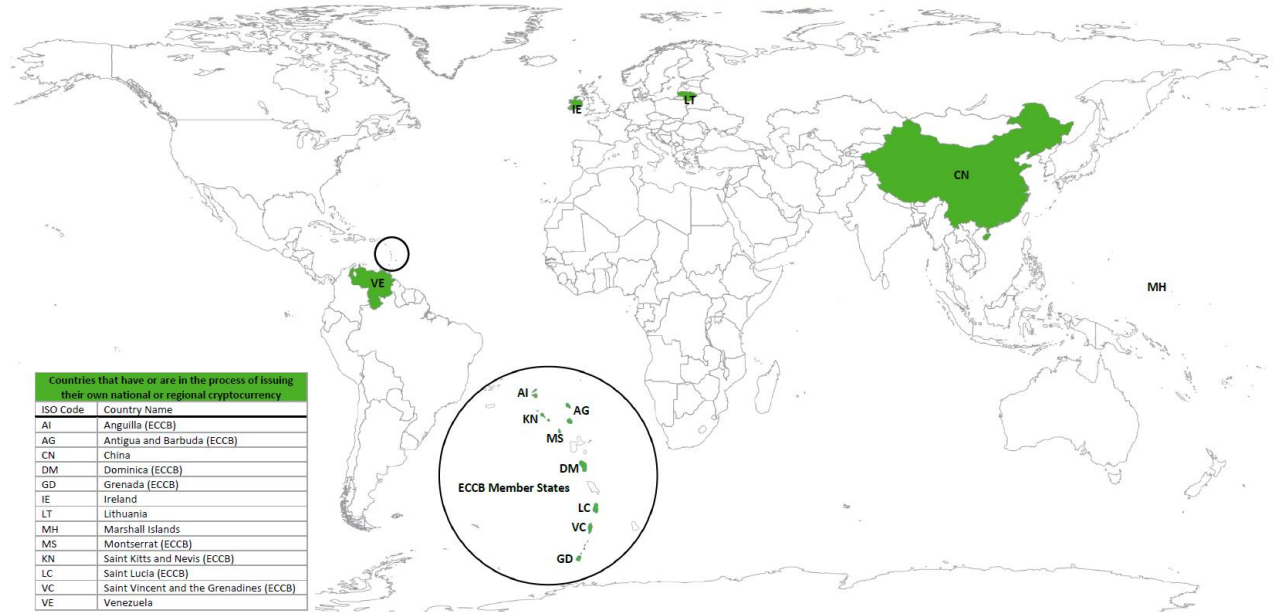 IE
LT
CN
VE
MH
AI
AG
KN
MS
DM
ECCB Member States
LC
VC
GD
Countries that have or are in the process of issuing
their own national or regional cryptocurrency
ISO Code Country Name
AI Anguilla (ECCB)
AG Antigua and Barbuda (ECCB)
CN China
DM Dominica (ECCB)
GD Grenada (ECCB)
IE Ireland
LT Lithuania
MH Marshall Islands
MS Montserrat (ECCB)
KN Saint Kitts and Nevis (ECCB)
LC Saint Lucia (ECCB)
VC Saint Vincent and the Grenadines (ECCB)
VE Venezuela